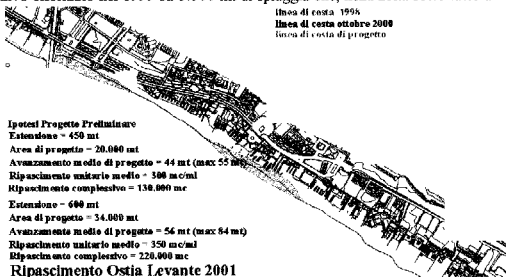 linea di costa 1998
linea di costa ottobre 2000
linea di costa di progetto
Ipotesi Progetto Preliminare
Estensione = 450 mt
Area di progetto = 20.000 mt
Avanzamento medio di progetto = 44 mt (max 55 mt)
Ripascimento unitario medio = 300 mc/ml
Ripascimento complessivo = 130.000 mc
Estensione = 600 mt
Area di progetto = 34.000 mt
Avanzamento medio di progetto = 56 mt (max 84 mt)
Ripascimento unitario medio = 350 mc/ml
Ripascimento complessivo = 220.000 mc
Ripascimento Ostia Levante 2001